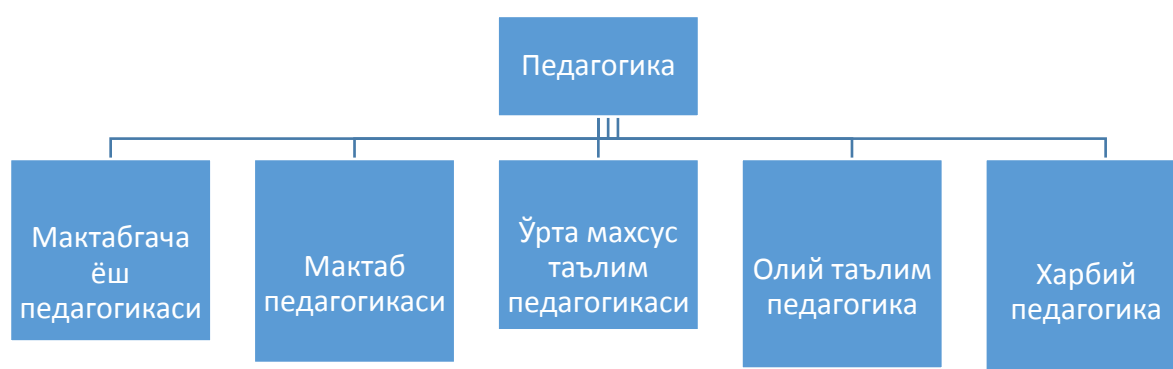 Педагогика
Мактабгача
ёш
педагогикаси
Мактаб
педагогикаси
Ўрта махсус
таълим
педагогикаси
Олий таълим
педагогика
Харбий
педагогика